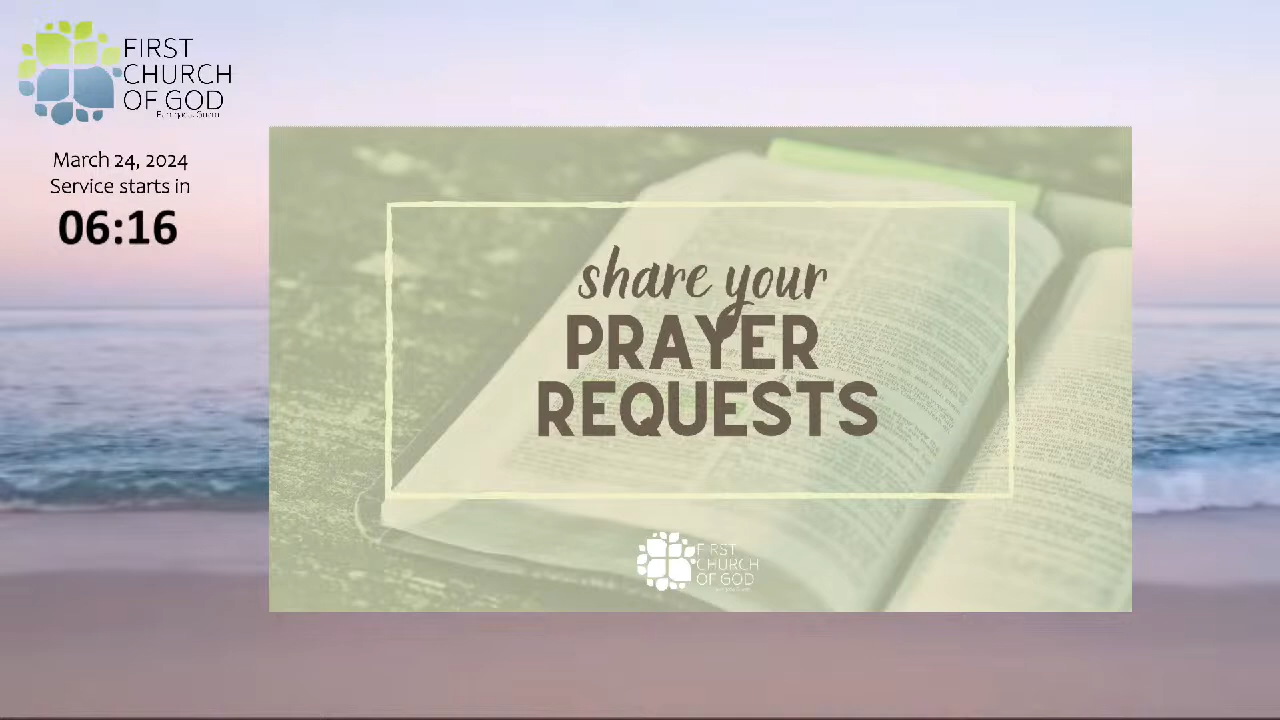 FIRST
CHURCH
OF GOD
March 24, 2024
Service starts in
06:16
share your
PRAYER
REQUESTS
FIRST
CHURCH
OF GOD